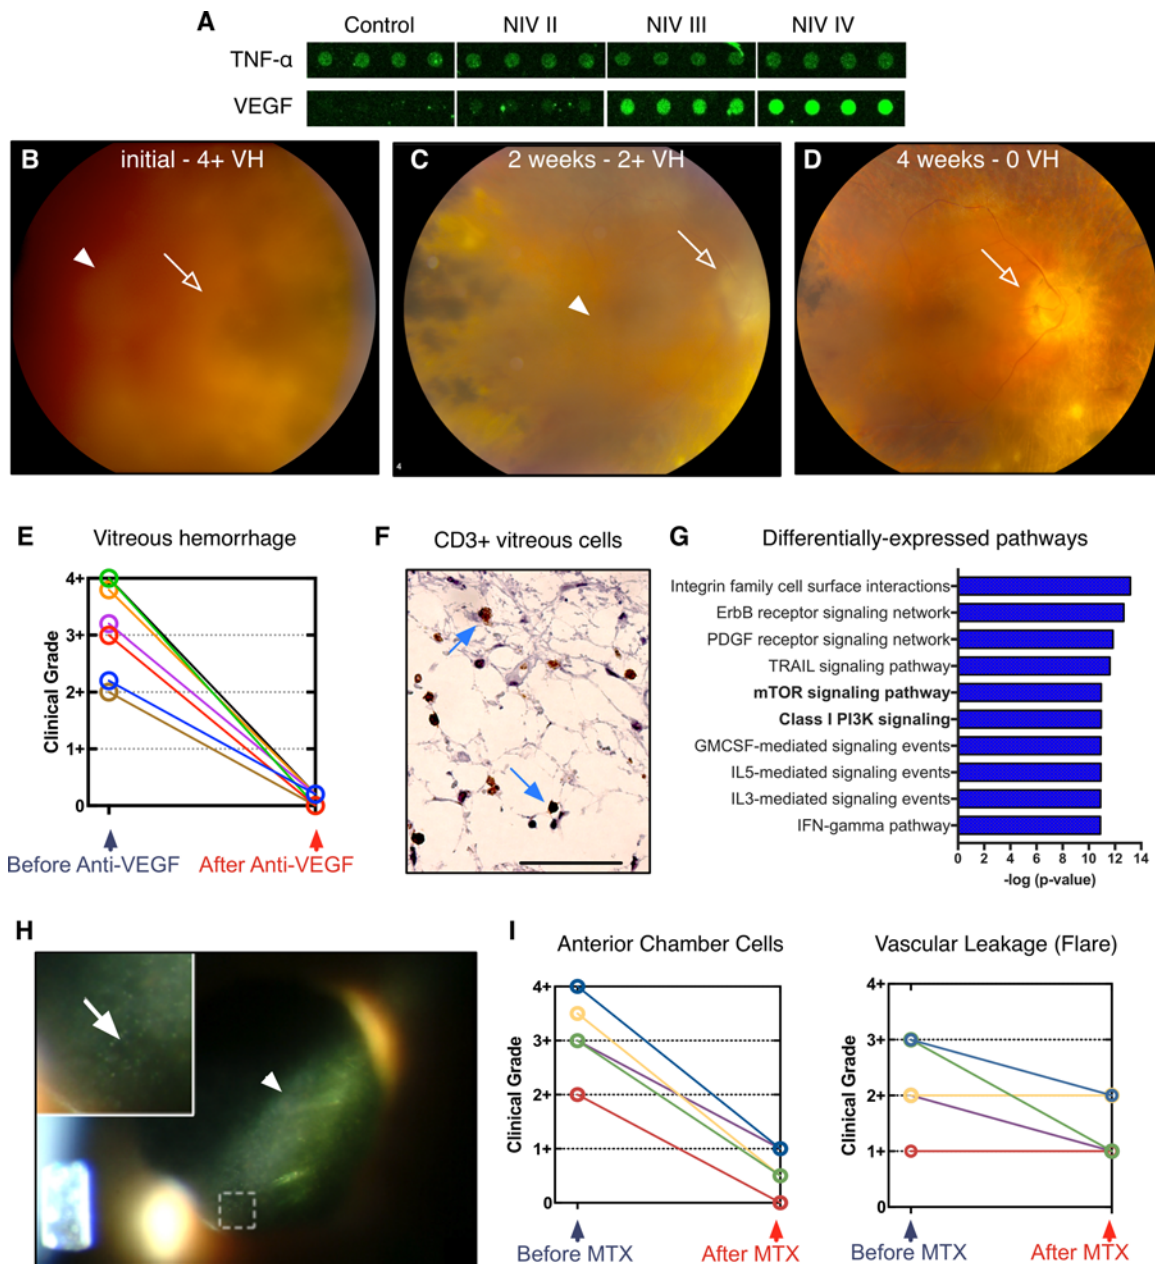 A
Control NIV II NIV III NIV IV
TNF-α
VEGF
B initial - 4+ VH
C 2 weeks - 2+ VH
4
D 4 weeks - 0 VH
E Vitreous hemorrhage
4+
3+
2+
1+
0
Clinical Grade
Before Anti-VEGF After Anti-VEGF
F CD3+ vitreous cells
G Differentially-expressed pathways
Integrin family cell surface interactions
ErbB receptor signaling network
PDGF receptor signaling network
TRAIL signaling pathway
mTOR signaling pathway
Class I PI3K signaling
GMCSF-mediated signaling events
IL5-mediated signaling events
IL3-mediated signaling events
IFN-gamma pathway
0 2 4 6 8 10 12 14
-log (p-value)
H
I Anterior Chamber Cells
4+
3+
2+
1+
0
Clinical Grade
Before MTX After MTX
Vascular Leakage (Flare)
4+
3+
2+
1+
0
Clinical Grade
Before MTX After MTX